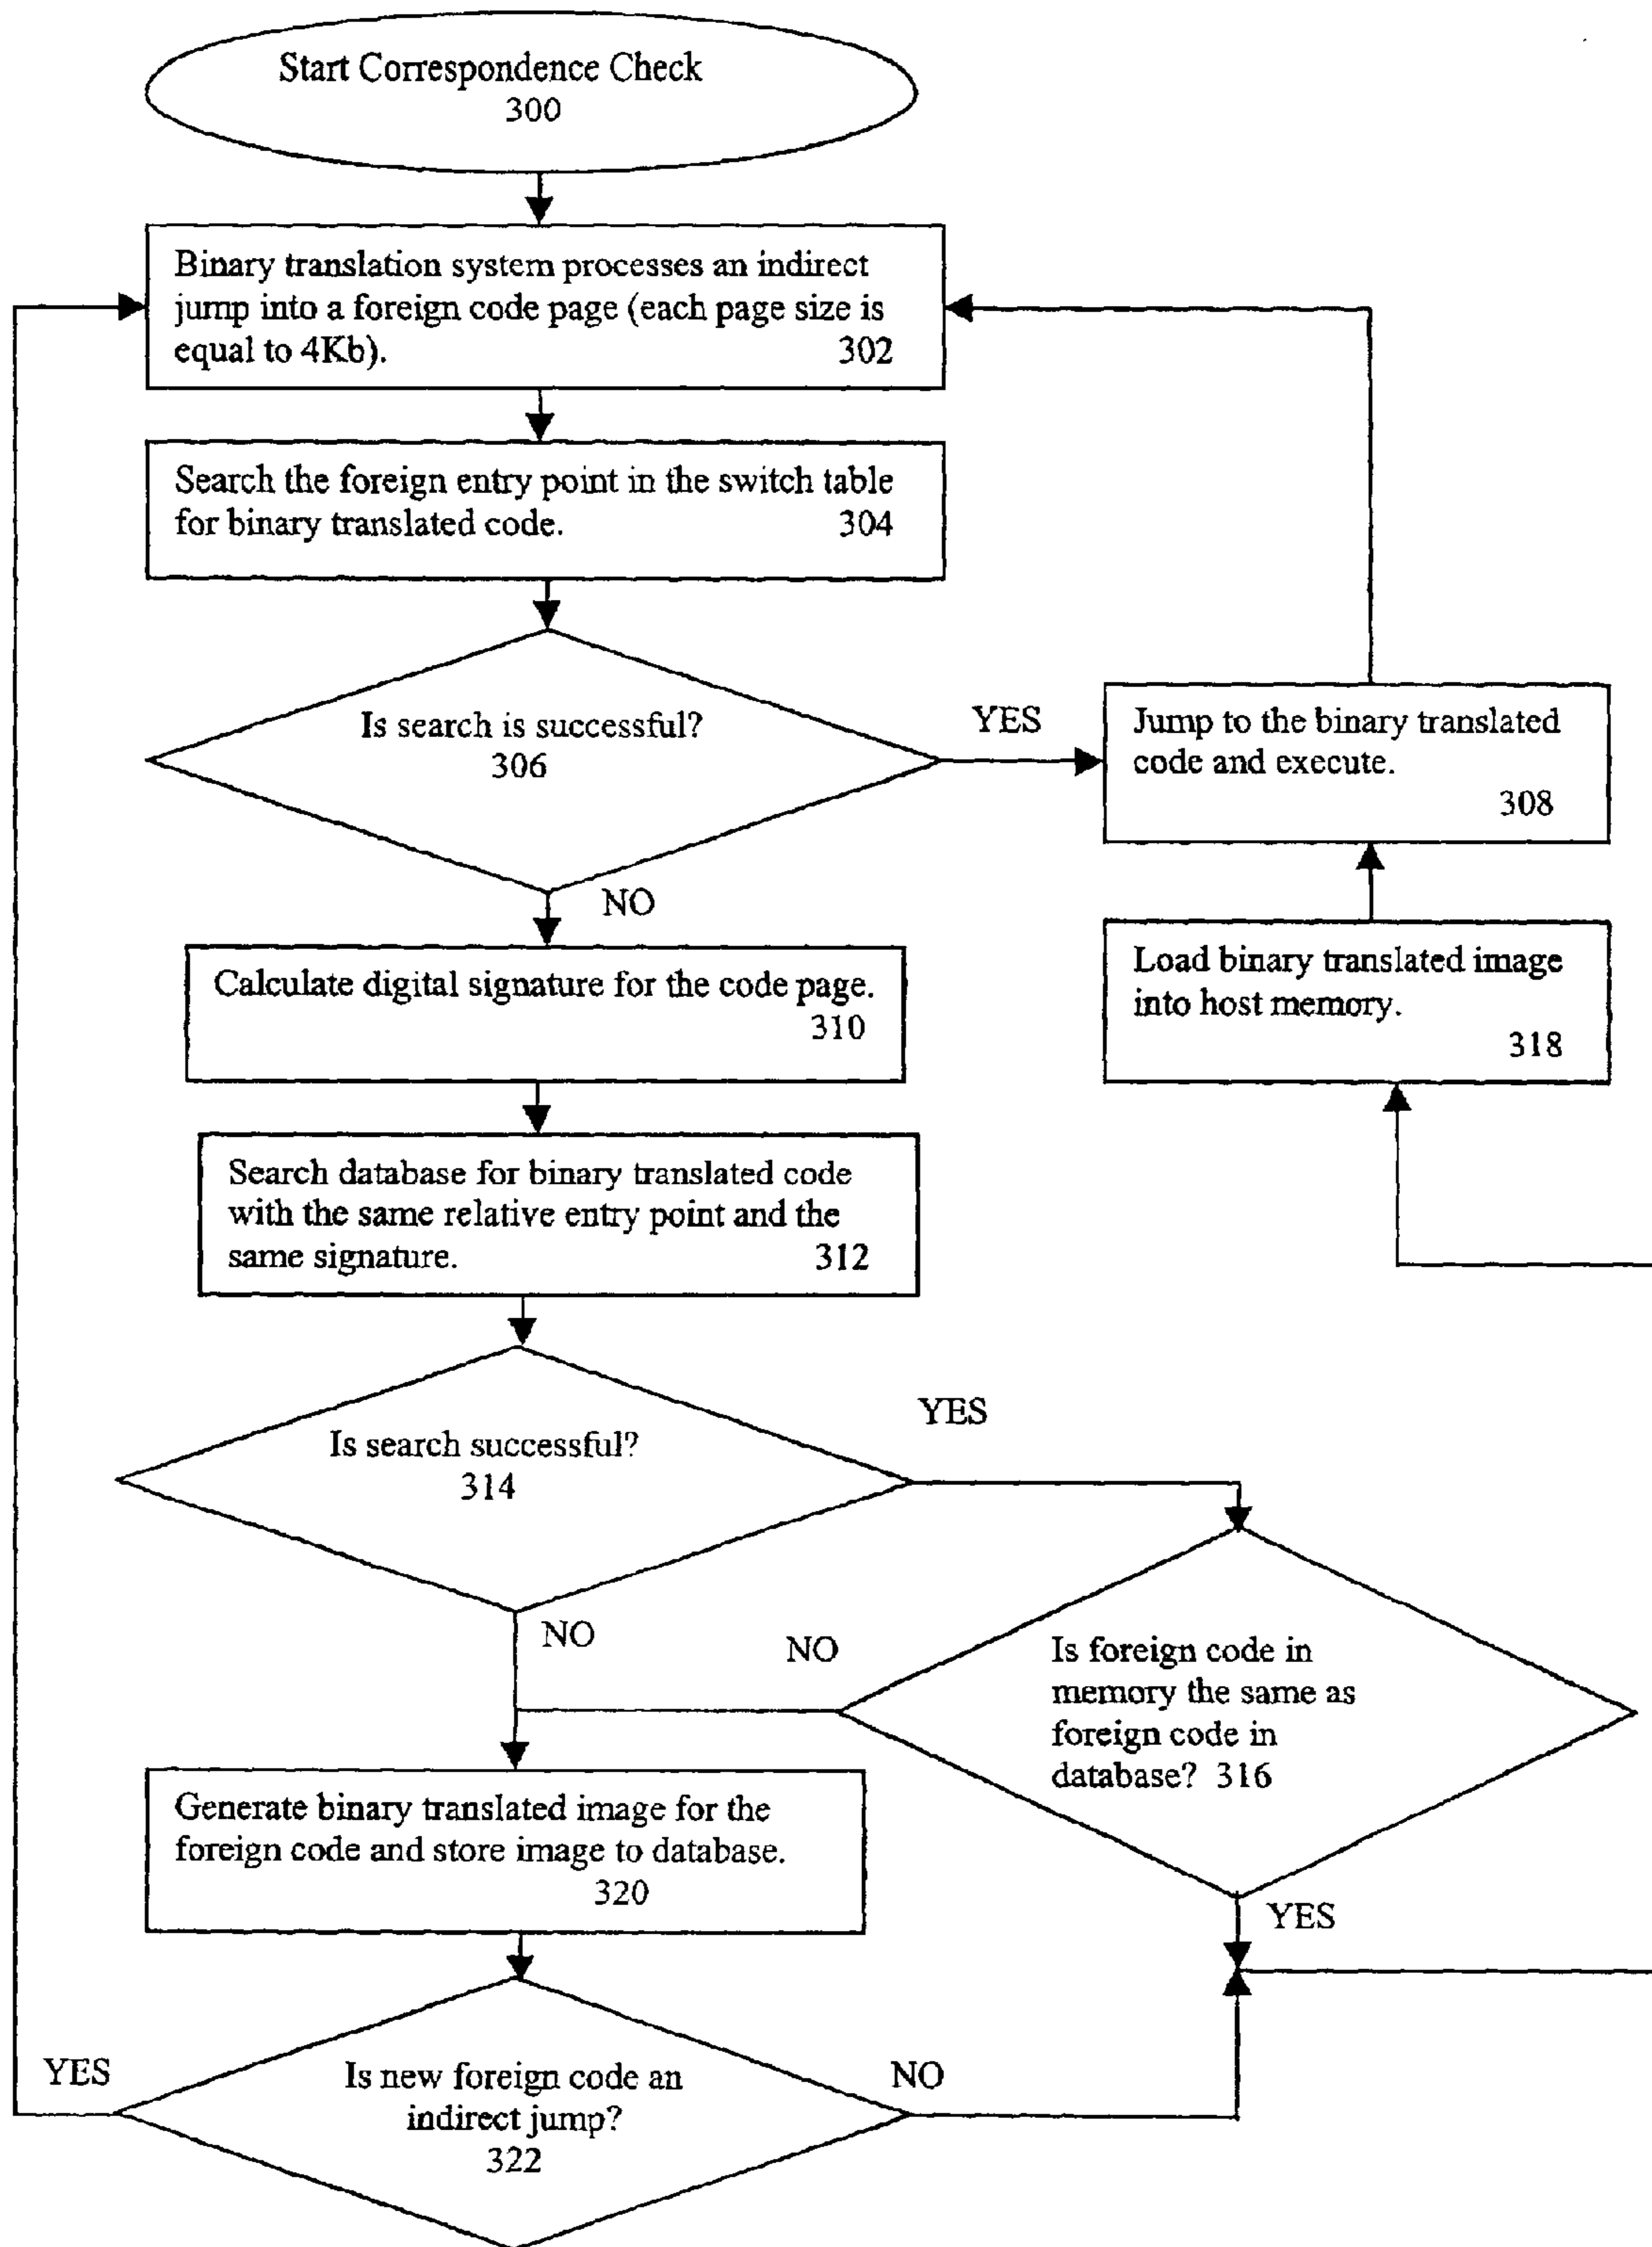 Start Correspondence Check
300
Binary translation system processes an indirect
jump into a foreign code page (each page size is
equal to 4Kb). 302
Search the foreign entry point in the switch table
for binary translated code. 304
Is search is successful?
306
YES
Jump to the binary translated
code and execute.
308
NO
Calculate digital signature for the code page.
310
Load binary translated image
into host memory.
318
Search database for binary translated code
with the same relative entry point and the
same signature. 312
Is search successful?
314
YES
NO
NO
Is foreign code in
memory the same as
foreign code in
database? 316
YES
Generate binary translated image for the
foreign code and store image to database.
320
YES
Is new foreign code an
indirect jump?
322
NO